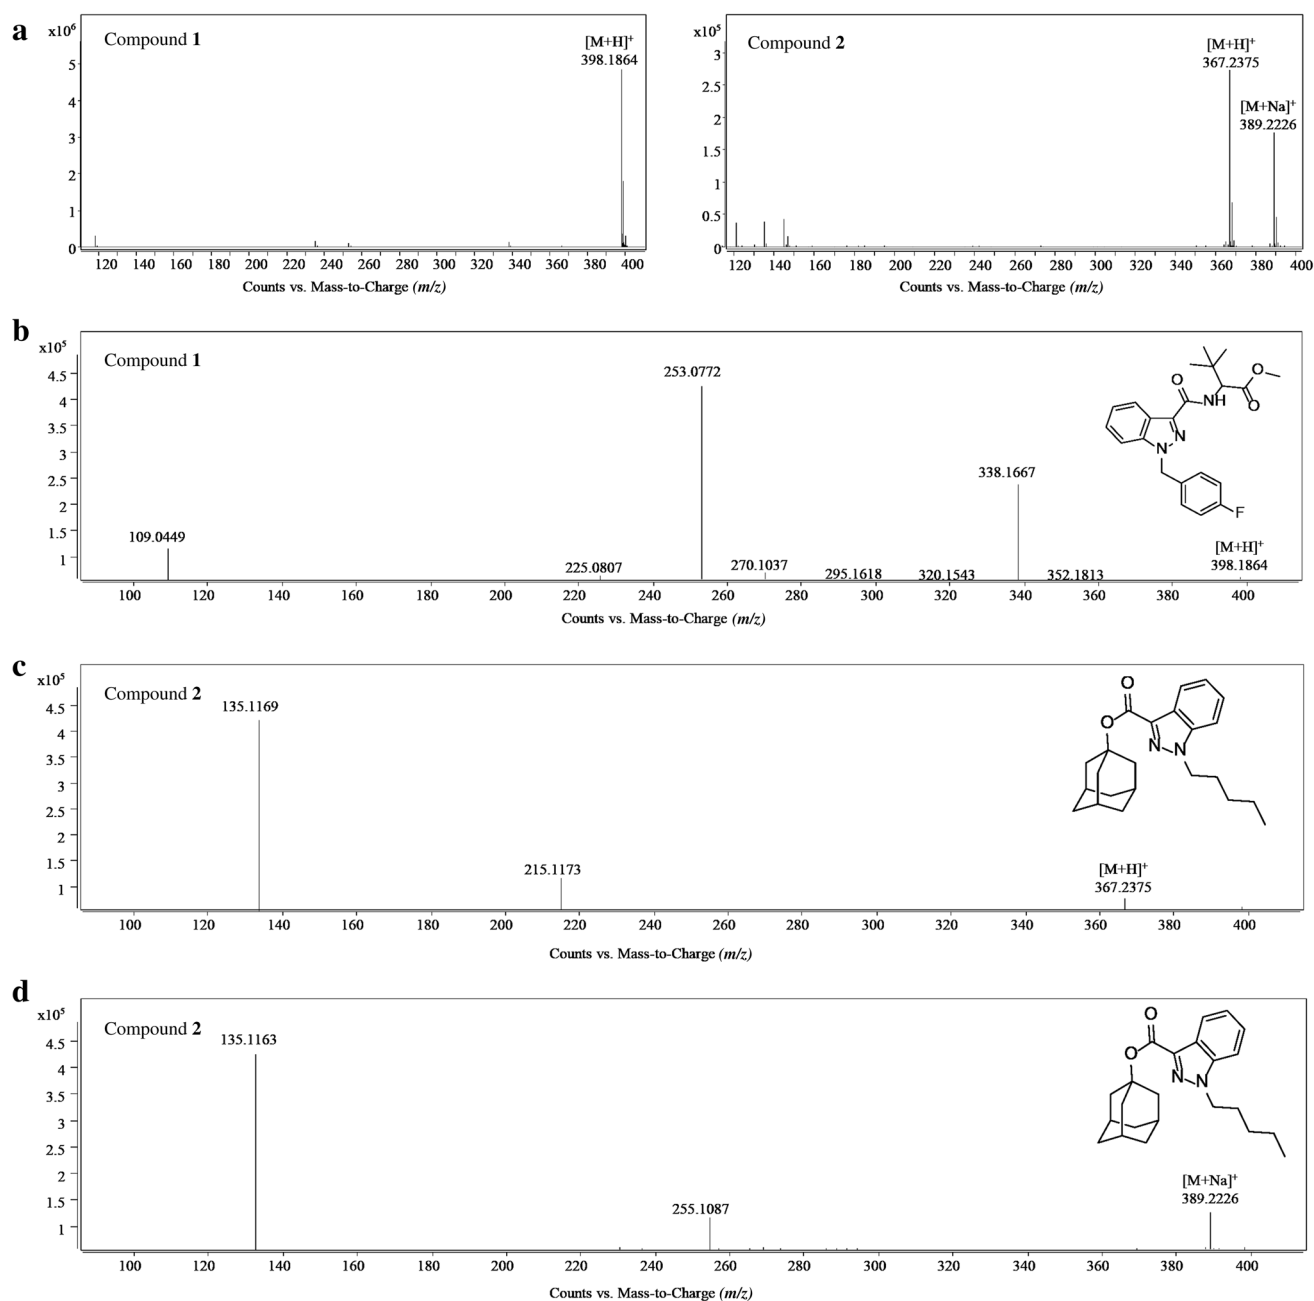 a
x10⁶
Compound 1
[M+H]⁺
398.1864
5
4
3
2
1
0
120 140 160 180 200 220 240 260 280 300 320 340 360 380 400
Counts vs. Mass-to-Charge (m/z)
x10⁵
Compound 2
[M+H]⁺
367.2375
[M+Na]⁺
389.2226
3
2.5
2
1.5
1
0.5
0
120 140 160 180 200 220 240 260 280 300 320 340 360 380 400
Counts vs. Mass-to-Charge (m/z)
b
x10⁵
Compound 1
4.5
4
3.5
3
2.5
2
1.5
1
109.0449
225.0807
253.0772
270.1037
295.1618
320.1543
338.1667
352.1813
[M+H]⁺
398.1864
O
NH
O
O
N
N
F
100 120 140 160 180 200 220 240 260 280 300 320 340 360 380 400
Counts vs. Mass-to-Charge (m/z)
c
x10⁵
Compound 2
4.5
4
3.5
3
2.5
2
1.5
1
135.1169
215.1173
[M+H]⁺
367.2375
O
O
N
N
100 120 140 160 180 200 220 240 260 280 300 320 340 360 380 400
Counts vs. Mass-to-Charge (m/z)
d
x10⁵
Compound 2
4.5
4
3.5
3
2.5
2
1.5
1
135.1163
255.1087
[M+Na]⁺
389.2226
O
O
N
N
100 120 140 160 180 200 220 240 260 280 300 320 340 360 380 400
Counts vs. Mass-to-Charge (m/z)